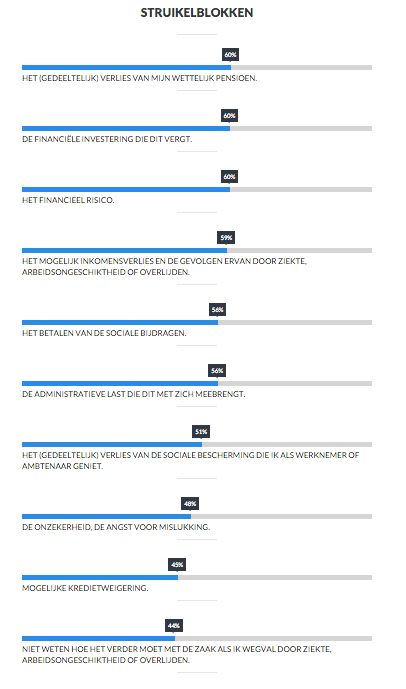 STRUIKELBLOKKEN
60%
HET (GEDEELTELIJK) VERLIES VAN MIJN WETTELIJK PENSIOEN.
60%
DE FINANCIËLE INVESTERING DIE DIT VERGT.
60%
HET FINANCIEEL RISICO.
59%
HET MOGELIJK INKOMENSVERLIES EN DE GEVOLGEN ERVAN DOOR ZIEKTE,
ARBEIDSONGESCHIKTHEID OF OVERLIJDEN.
56%
HET BETALEN VAN DE SOCIALE BIJDRAGEN.
56%
DE ADMINISTRATIEVE LAST DIE DIT MET ZICH MEEBRENGT.
51%
HET (GEDEELTELIJK) VERLIES VAN DE SOCIALE BESCHERMING DIE IK ALS WERKNEMER OF
AMBTENAAR GENIET.
48%
DE ONZEKERHEID, DE ANGST VOOR MISLUKKING.
45%
MOGELIJKE KREDIETWEIGERING.
44%
NIET WETEN HOE HET VERDER MOET MET DE ZAAK ALS IK WEGVAL DOOR ZIEKTE,
ARBEIDSONGESCHIKTHEID OF OVERLIJDEN.